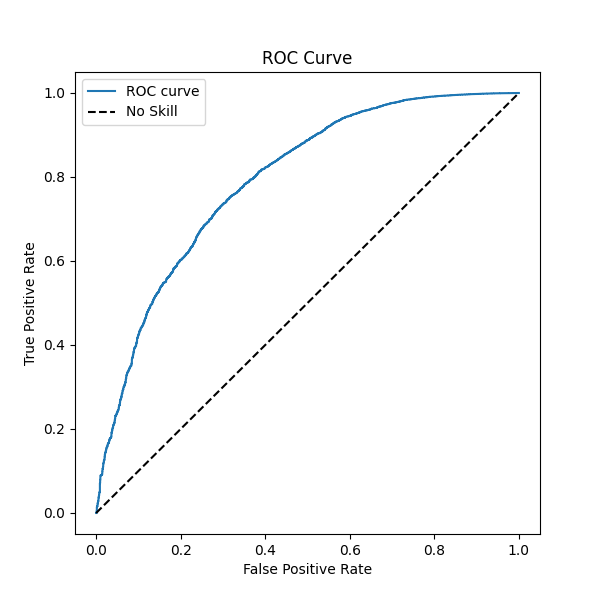 ROC Curve
ROC curve
No Skill
True Positive Rate
1.0
0.8
0.6
0.4
0.2
0.0
0.0 0.2 0.4 0.6 0.8 1.0
False Positive Rate